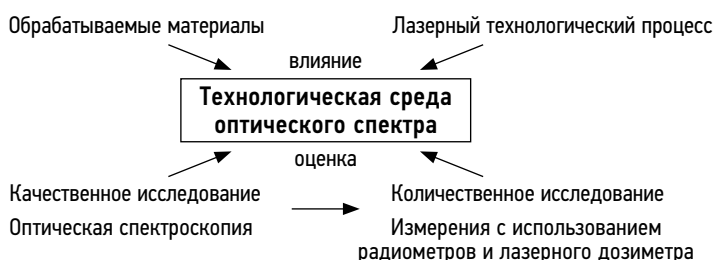 Обрабатываемые материалы
Лазерный технологический процесс
влияние
Технологическая среда
оптического спектра
оценка
Качественное исследование
Количественное исследование
Оптическая спектроскопия
Измерения с использованием
радиометров и лазерного дозиметра